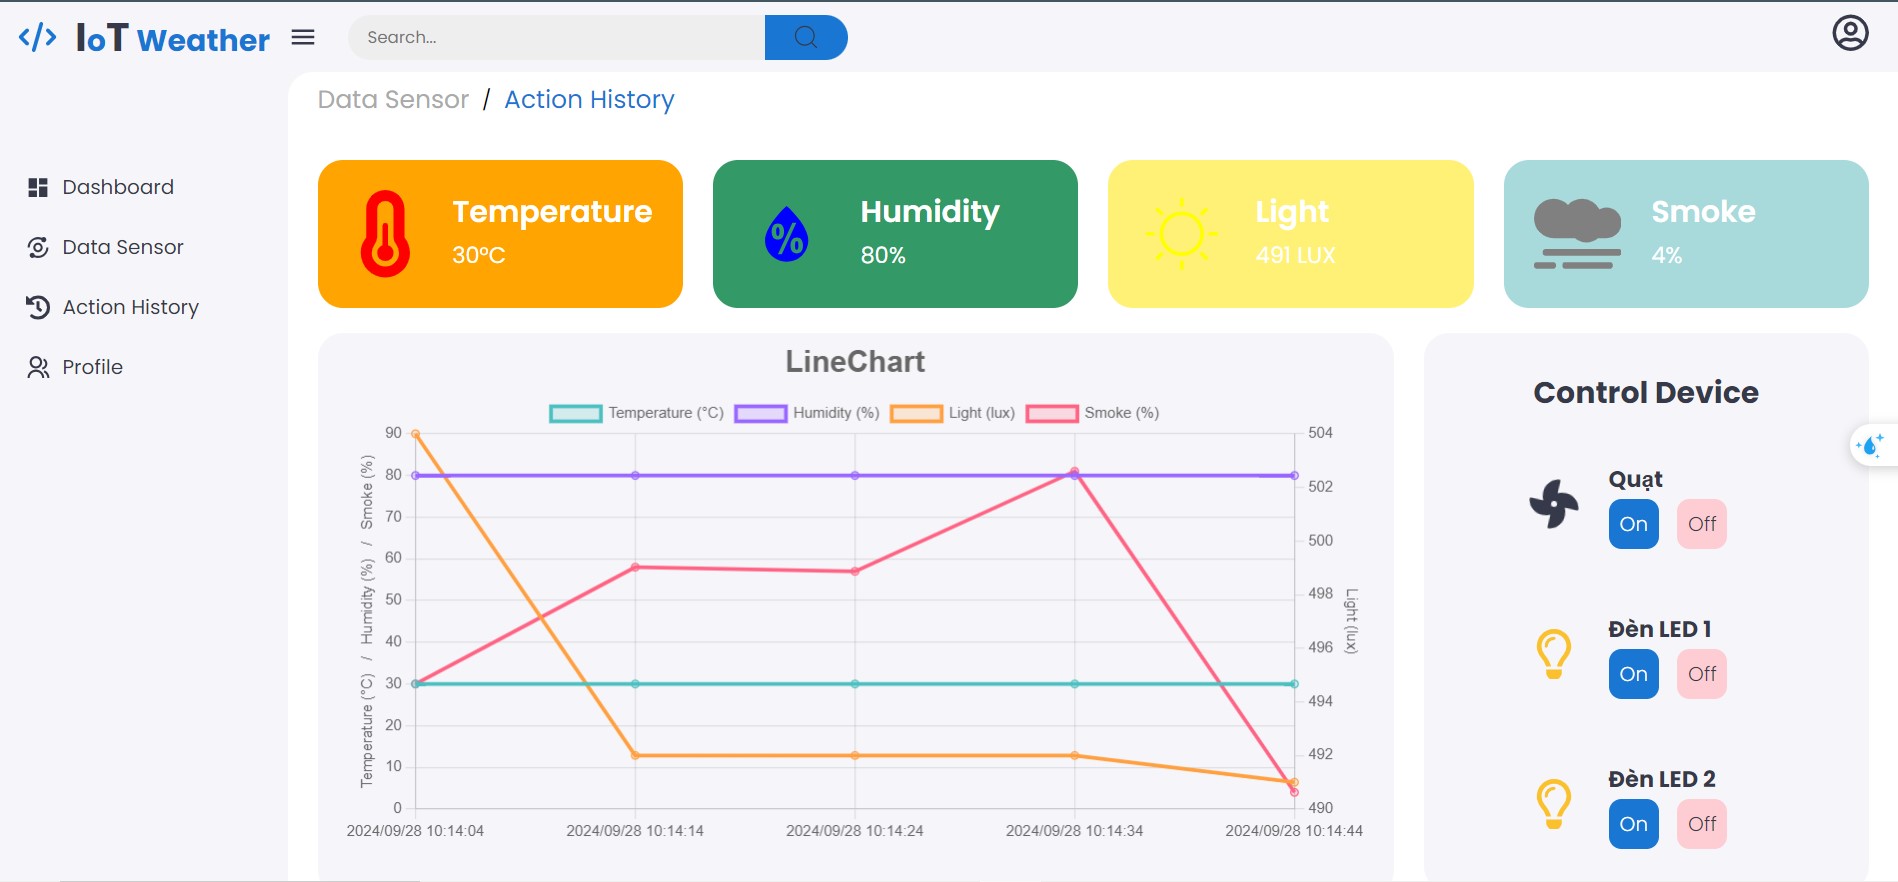 </> IoT Weather
Search...
Data Sensor / Action History
Dashboard
Data Sensor
Action History
Profile
Temperature
30°C
Humidity
80%
%
Light
491 LUX
Smoke
4%
LineChart
Temperature (°C) Humidity (%) Light (lux) Smoke (%)
Temperature (°C) / Humidity (%) / Smoke (%)
90
80
70
60
50
40
30
20
10
0
504
502
500
498
496
494
492
490
Light (lux)
2024/09/28 10:14:04 2024/09/28 10:14:14 2024/09/28 10:14:24 2024/09/28 10:14:34 2024/09/28 10:14:44
Control Device
Quạt
On Off
Đèn LED 1
On Off
Đèn LED 2
On Off